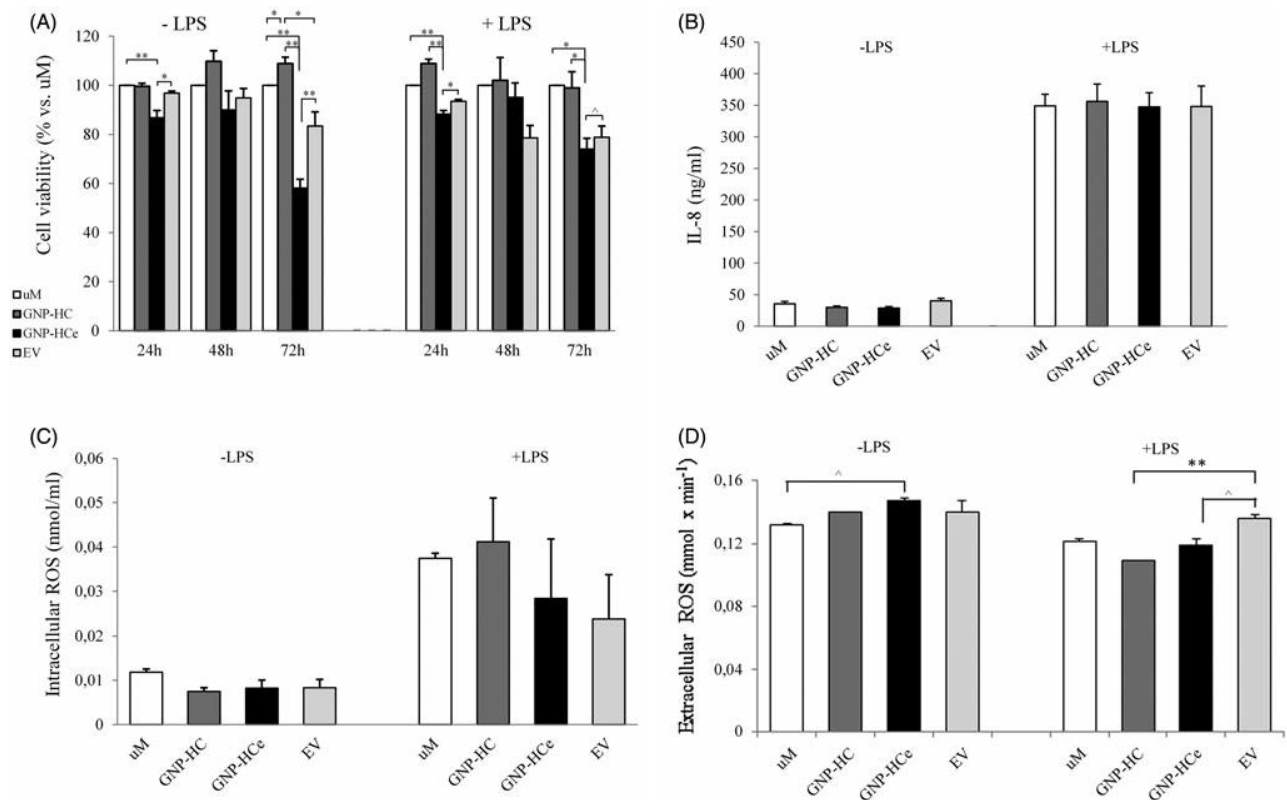 (A)
- LPS
+ LPS
* *
** **
** **
** * * *
**
^
Cell viability (% vs. uM)
120
100
80
60
40
20
0
uM
GNP-HC
GNP-HCe
EV
24h 48h 72h 24h 48h 72h
(B)
-LPS +LPS
IL-8 (ng/ml)
450
400
350
300
250
200
150
100
50
0
uM GNP-HC GNP-HCe EV uM GNP-HC GNP-HCe EV
(C)
-LPS +LPS
Intracellular ROS (nmol/ml)
0,06
0,05
0,04
0,03
0,02
0,01
0
uM GNP-HC GNP-HCe EV uM GNP-HC GNP-HCe EV
(D)
-LPS +LPS
^ ** ^
Extracellular ROS (mmol x min-1)
0,16
0,12
0,08
0,04
0
uM GNP-HC GNP-HCe EV uM GNP-HC GNP-HCe EV